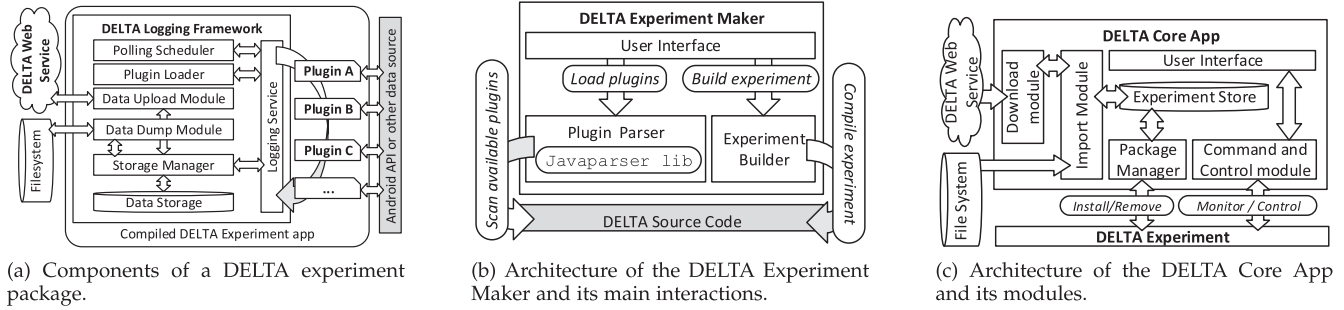 DELTA Logging Framework
DELTA Web
Service
Filesystem
Polling Scheduler
Plugin Loader
Data Upload Module
Data Dump Module
Storage Manager
Data Storage
Logging Service
Plugin A
Plugin B
Plugin C
...
Android API or other data source
Compiled DELTA Experiment app
(a) Components of a DELTA experiment
package.
DELTA Experiment Maker
User Interface
Load plugins
Build experiment
Scan available plugins
Plugin Parser
Javaparser lib
Experiment
Builder
Compile experiment
DELTA Source Code
(b) Architecture of the DELTA Experiment
Maker and its main interactions.
DELTA Core App
DELTA Web
Service
File System
Download
module
Import Module
User Interface
Experiment Store
Package
Manager
Command and
Control module
Install/Remove
Monitor / Control
DELTA Experiment
(c) Architecture of the DELTA Core App
and its modules.